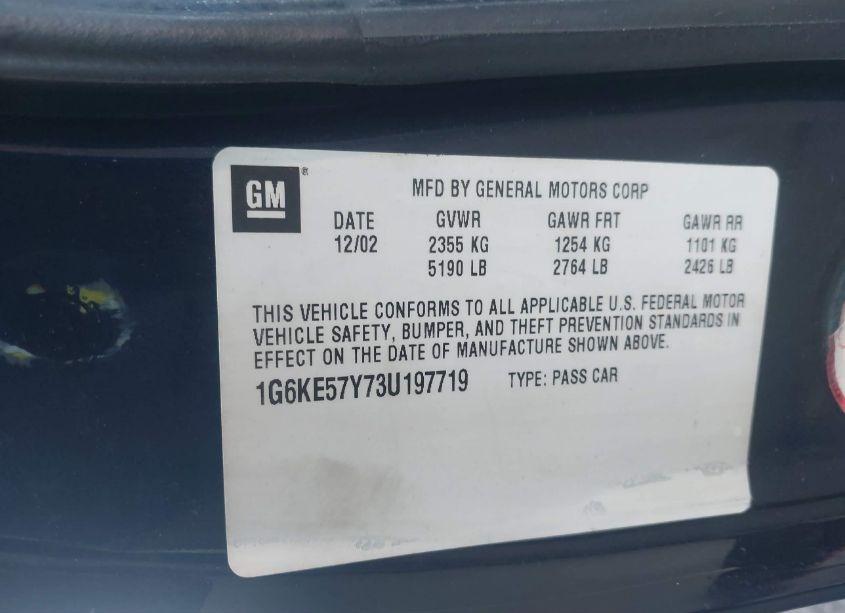 GM®
MFD BY GENERAL MOTORS CORP
DATE GVWR GAWR FRT GAWR RR
12/02 2355 KG 1254 KG 1101 KG
5190 LB 2764 LB 2426 LB
THIS VEHICLE CONFORMS TO ALL APPLICABLE U.S. FEDERAL MOTOR
VEHICLE SAFETY, BUMPER, AND THEFT PREVENTION STANDARDS IN
EFFECT ON THE DATE OF MANUFACTURE SHOWN ABOVE.
1G6KE57Y73U197719 TYPE: PASS CAR